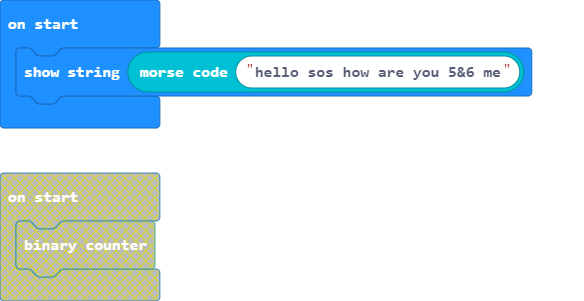 on start
show string morse code "hello sos how are you 5&6 me"
on start
binary counter